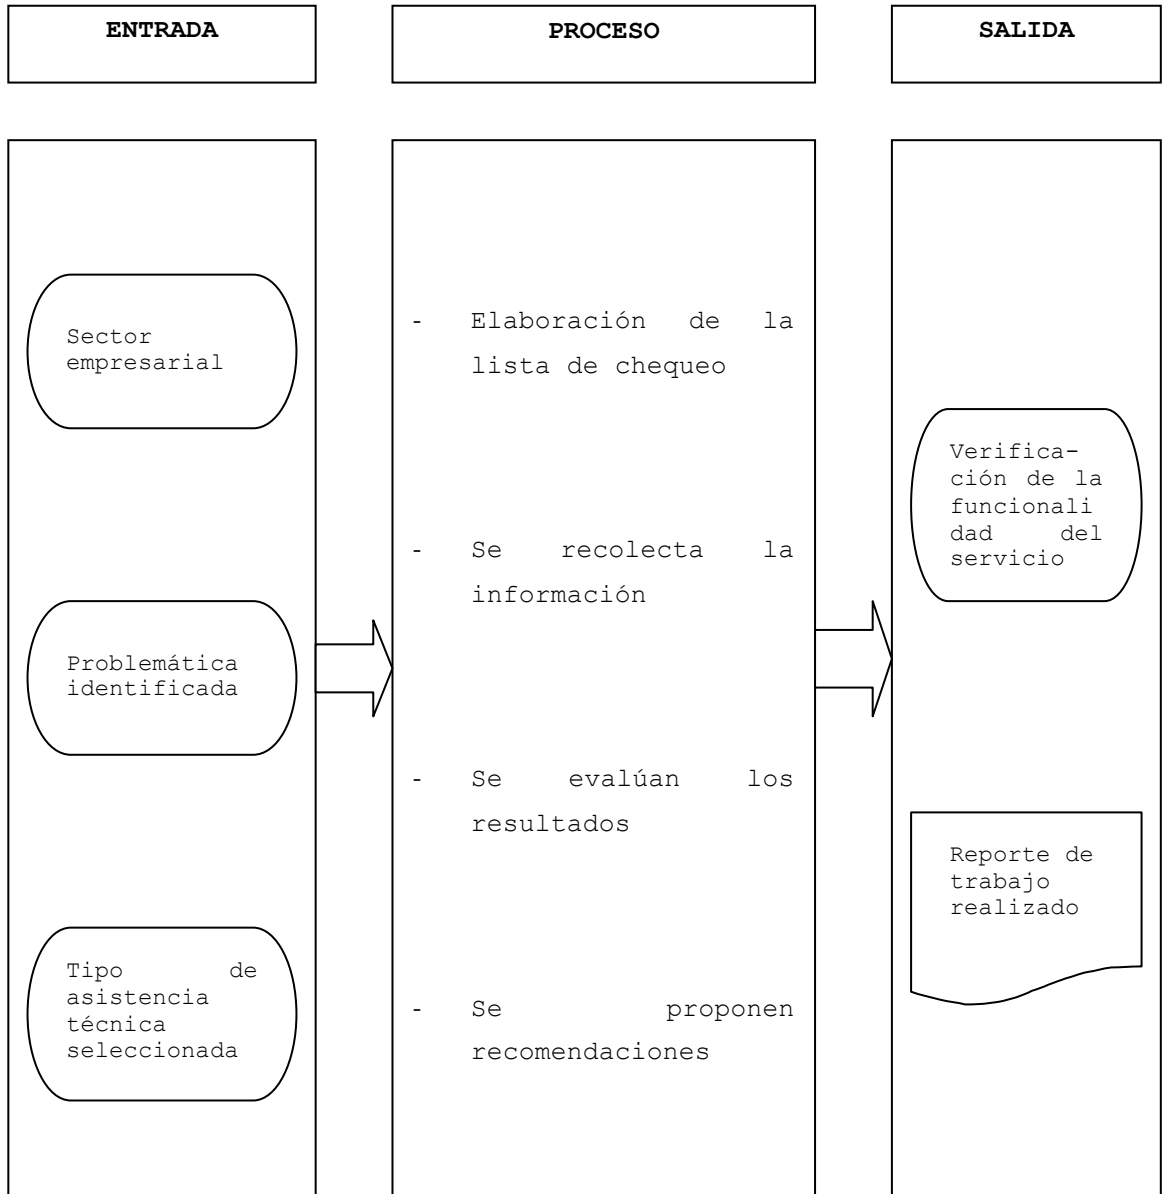 ENTRADA
PROCESO
SALIDA
Sector
empresarial
Problemática
identificada
Tipo de
asistencia
técnica
seleccionada
- Elaboración de la
lista de chequeo
- Se recolecta la
información
- Se evalúan los
resultados
- Se proponen
recomendaciones
Verifica-
ción de la
funcionali
dad del
servicio
Reporte de
trabajo
realizado